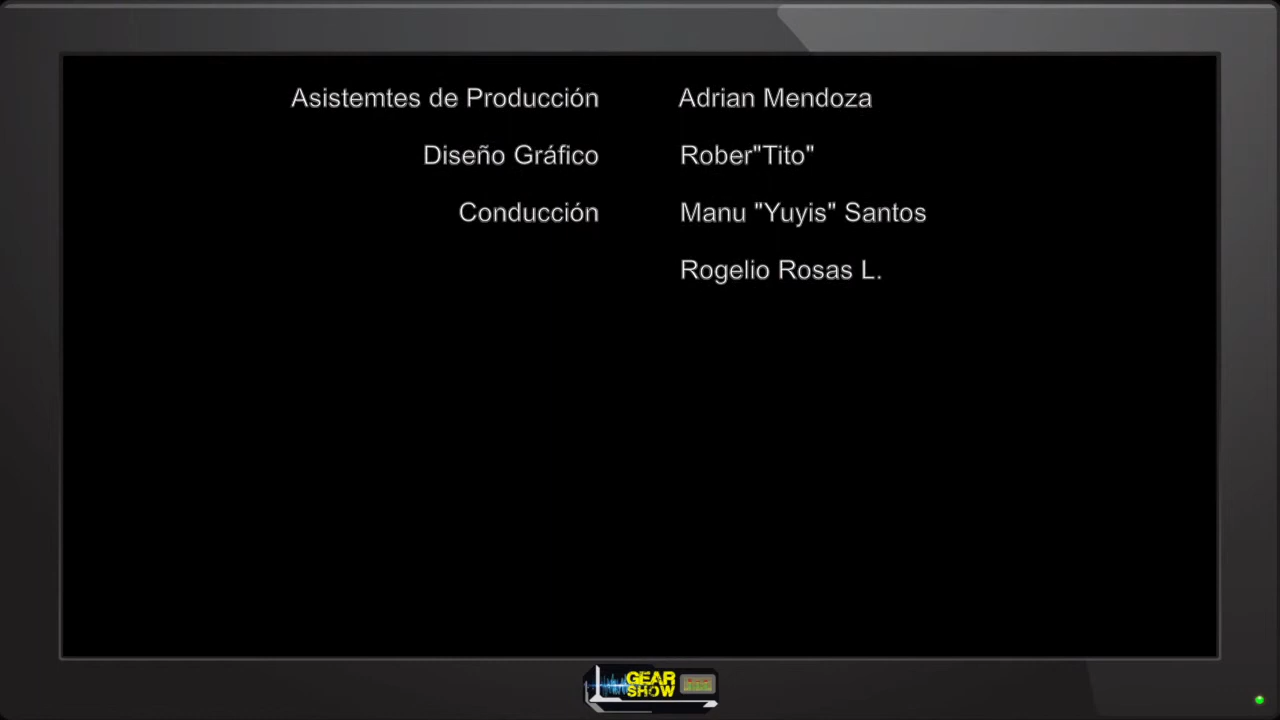 Asistemtes de Producción Adrian Mendoza
Diseño Gráfico Rober"Tito"
Conducción Manu "Yuyis" Santos
Rogelio Rosas L.
GEAR
SHOW